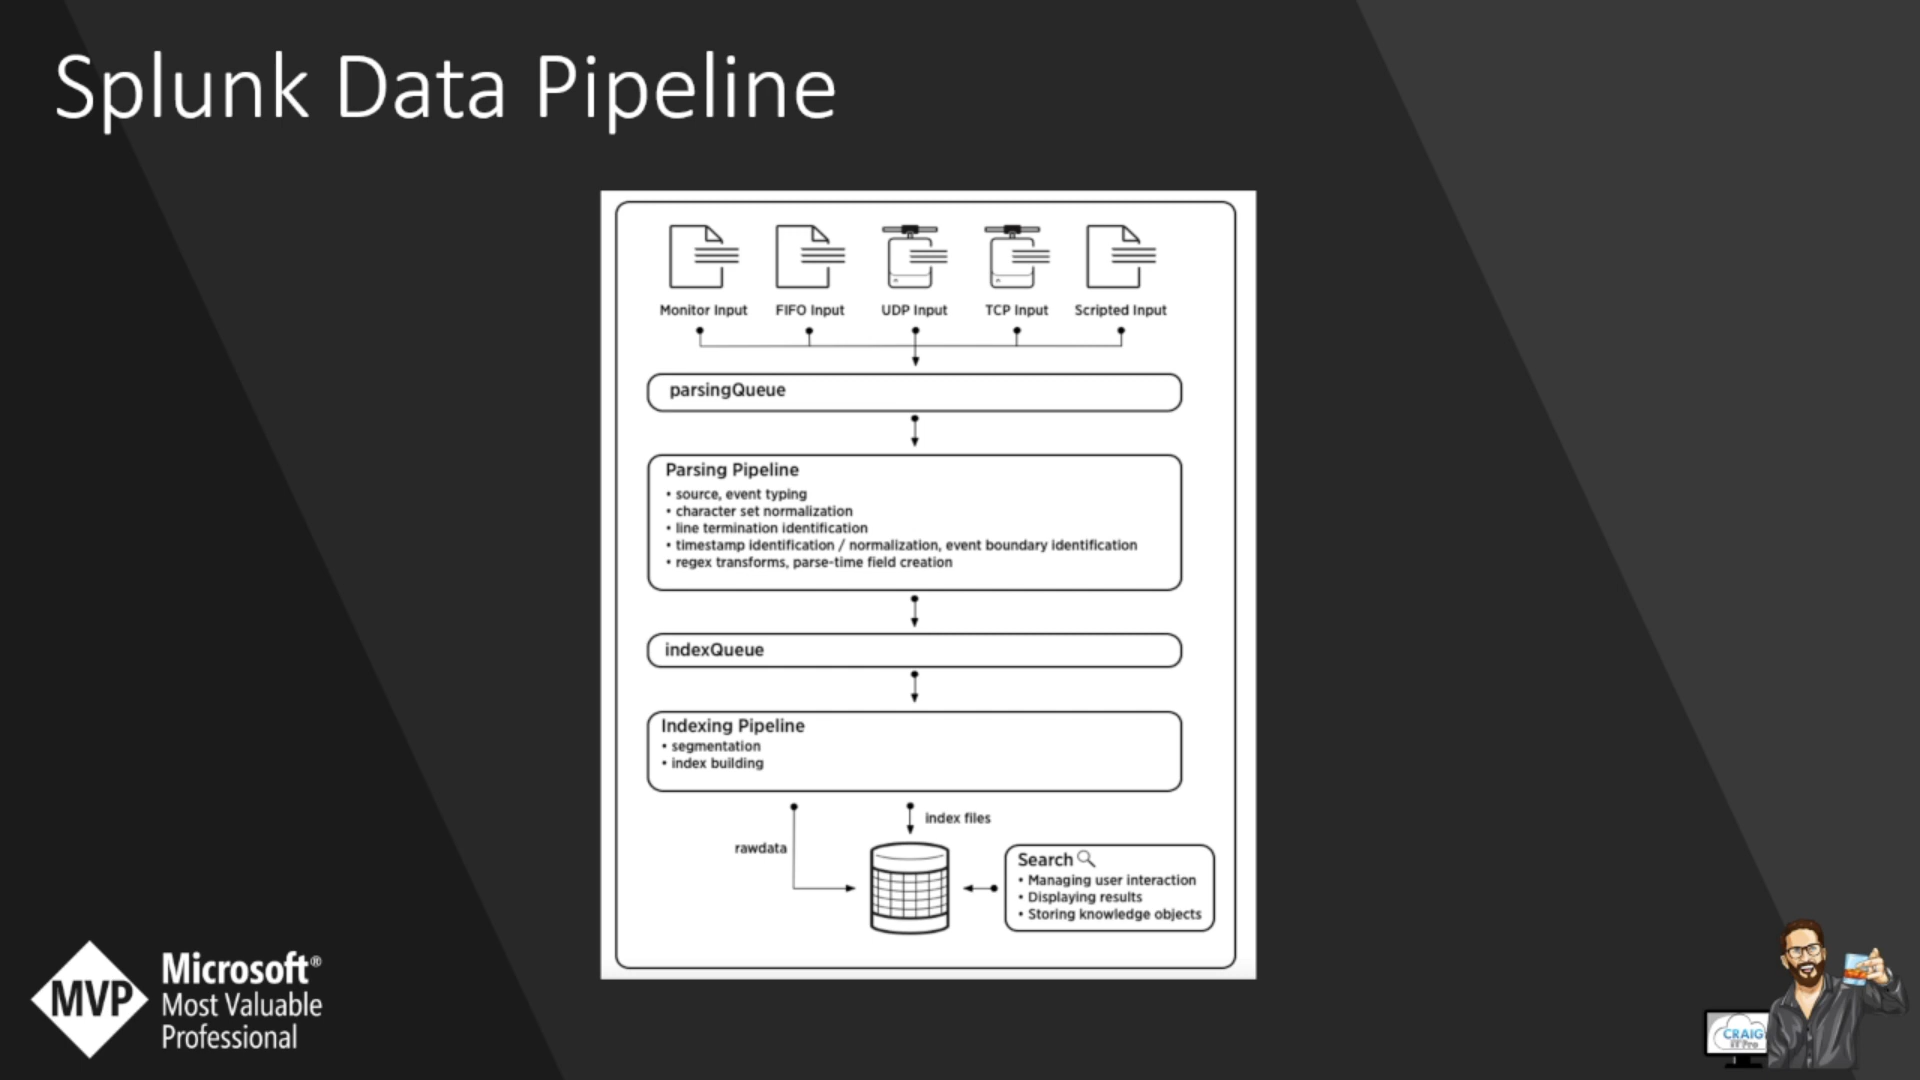 Splunk Data Pipeline
Monitor Input
FIFO Input
UDP Input
TCP Input
Scripted Input
parsingQueue
Parsing Pipeline
• source, event typing
• character set normalization
• line termination identification
• timestamp identification / normalization, event boundary identification
• regex transforms, parse-time field creation
indexQueue
Indexing Pipeline
• segmentation
• index building
index files
rawdata
Search
• Managing user interaction
• Displaying results
• Storing knowledge objects
MVP
Microsoft®
Most Valuable
Professional
CRAIG
IT Pro